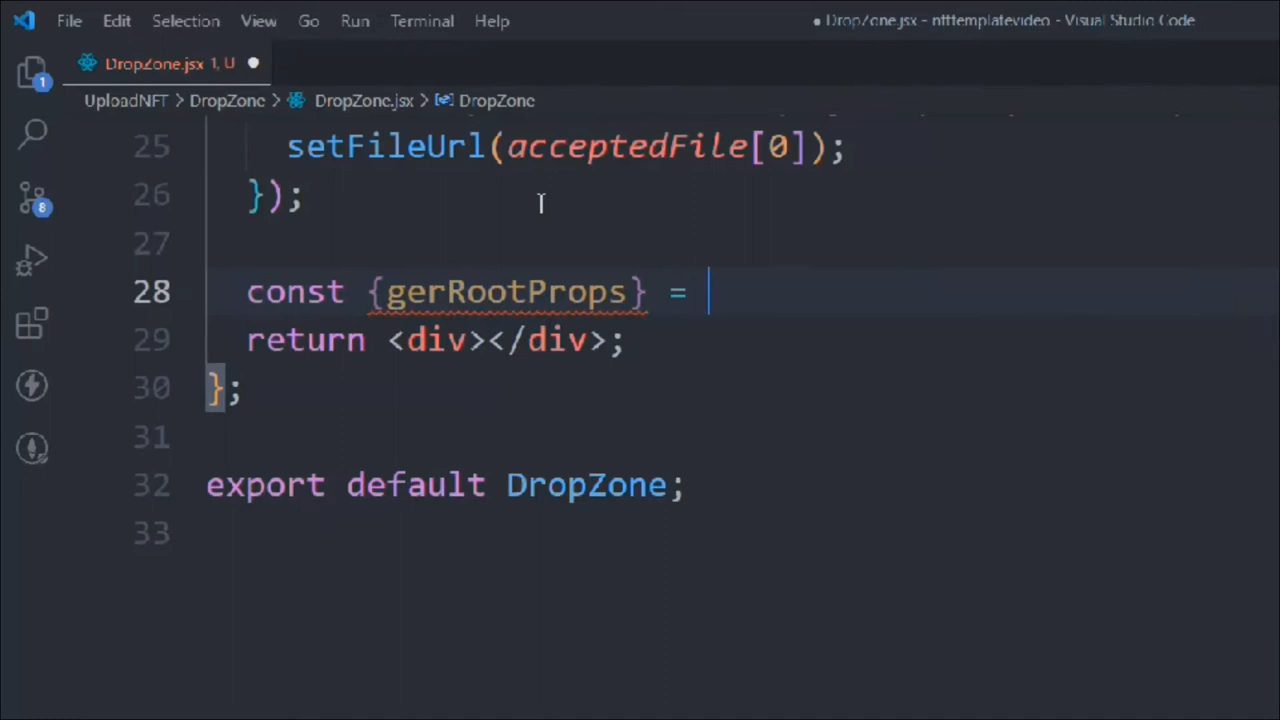 File Edit Selection View Go Run Terminal Help ● DropZone.jsx - nfttemplatevideo - Visual Studio Code
DropZone.jsx 1, U ●
1
UploadNFT > DropZone > DropZone.jsx > DropZone
25 setFileUrl(acceptedFile[0]);
26 });
8
27
28 const {gerRootProps} =
29 return <div></div>;
30 };
31
32 export default DropZone;
33